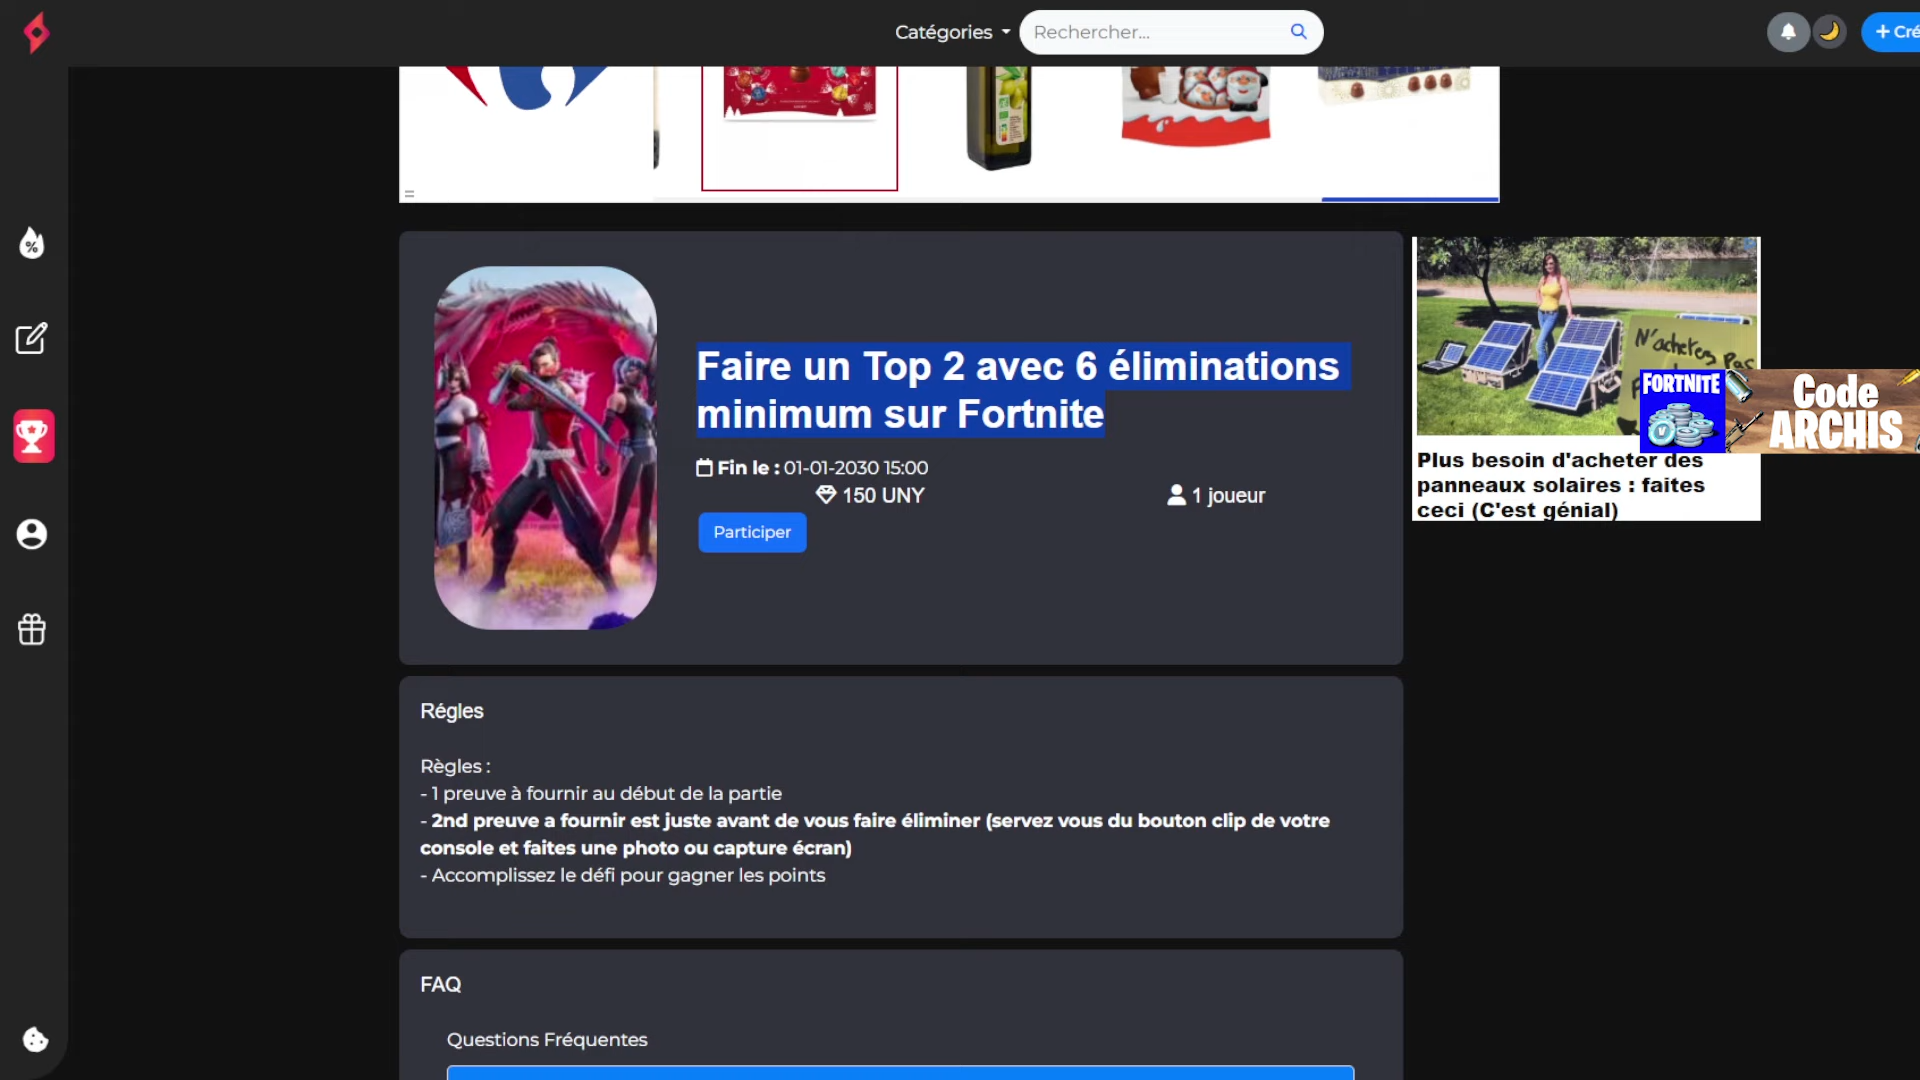 Catégories
Rechercher...
+ Cré
Faire un Top 2 avec 6 éliminations
minimum sur Fortnite
Fin le : 01-01-2030 15:00
150 UNY
1 joueur
Participer
N'achetez Pas
FORTNITE
Code
ARCHIS
Plus besoin d'acheter des
panneaux solaires : faites
ceci (C'est génial)
Régles
Règles :
- 1 preuve à fournir au début de la partie
- 2nd preuve a fournir est juste avant de vous faire éliminer (servez vous du bouton clip de votre
console et faites une photo ou capture écran)
- Accomplissez le défi pour gagner les points
FAQ
Questions Fréquentes